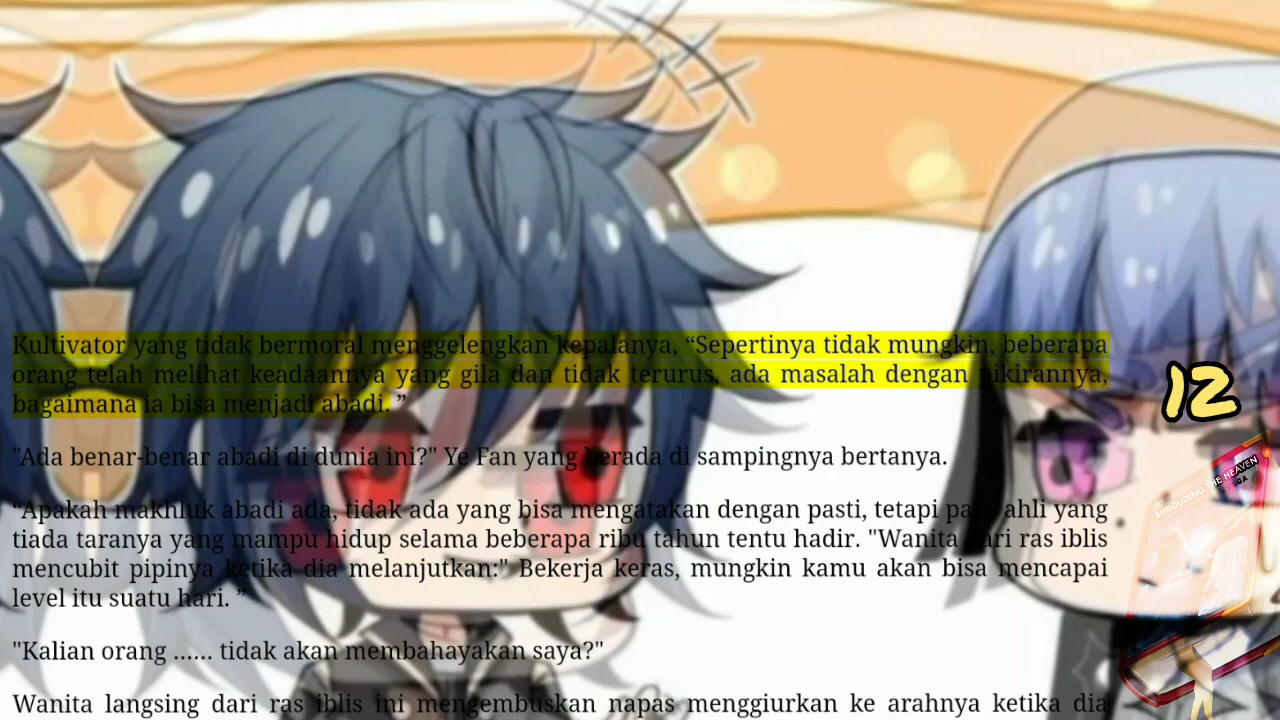 Kultivator yang tidak bermoral menggelengkan kepalanya, “Sepertinya tidak mungkin, beberapa
orang telah melihat keadaannya yang gila dan tidak terurus, ada masalah dengan pikirannya,
bagaimana ia bisa menjadi abadi. ”
"Ada benar-benar abadi di dunia ini?" Ye Fan yang berada di sampingnya bertanya.
“Apakah makhluk abadi ada, tidak ada yang bisa mengatakan dengan pasti, tetapi para ahli yang
tiada taranya yang mampu hidup selama beberapa ribu tahun tentu hadir. "Wanita dari ras iblis
mencubit pipinya ketika dia melanjutkan:" Bekerja keras, mungkin kamu akan bisa mencapai
level itu suatu hari. ”
"Kalian orang ...... tidak akan membahayakan saya?"
Wanita langsing dari ras iblis ini mengembuskan napas menggiurkan ke arahnya ketika dia
12
SHROUDING THE HEAVEN